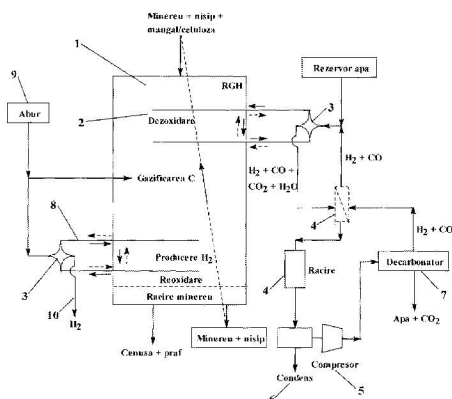 Minereu + nisip +
mangal/celuloza
1
RGH
Rezervor apa
9
Abur
2
Dezoxidare
3
H2 + CO
Gazificarea C
H2 + CO +
CO2 + H2O
4
8
H2 + CO
Producere H2
4
Racire
Decarbonator
3
Reoxidare
7
Racire minereu
10
H2
Apa + CO2
Cenusa + praf
Minereu + nisip
Compresor
Condens
5
6